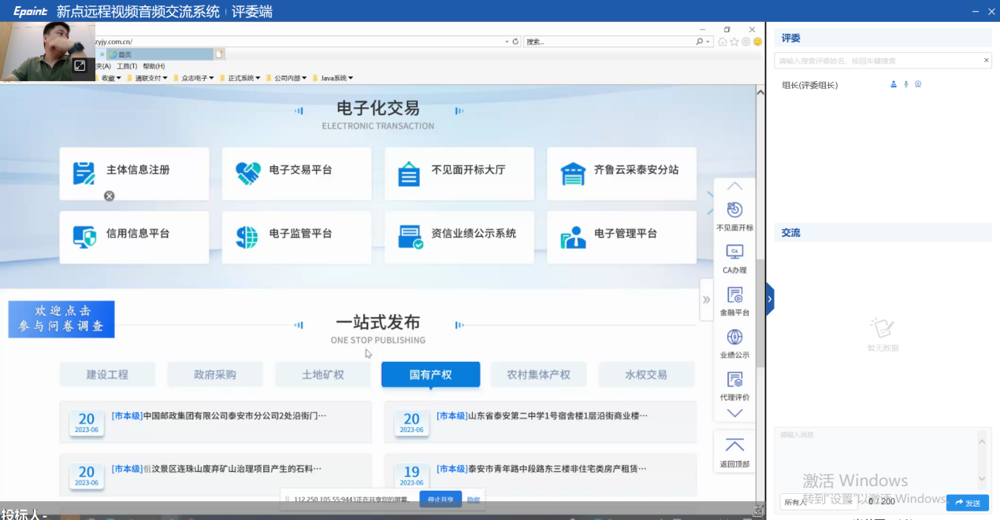 Epoint 新点远程视频音频交流系统 | 评委端
zyjy.com.cn/
搜索...
首页
夹(A) 工具(T) 帮助(H)
收藏 通联支付 众志电子 正式系统 公司内部 Java系统
电子化交易
ELECTRONIC TRANSACTION
主体信息注册
电子交易平台
不见面开标大厅
齐鲁云采泰安分站
信用信息平台
电子监管平台
资信业绩公示系统
电子管理平台
欢迎点击
参与问卷调查
一站式发布
ONE STOP PUBLISHING
建设工程
政府采购
土地矿权
国有产权
农村集体产权
水权交易
20
2023-06
[市本级]中国邮政集团有限公司泰安市分公司2处沿街门···
20
2023-06
[市本级]山东省泰安第二中学1号宿舍楼1层沿街商业楼···
20
2023-06
[市本级]徂汶景区连珠山废弃矿山治理项目产生的石料···
19
2023-06
[市本级]泰安市青年路中段路东三楼非住宅类房产租赁···
112.250.105.55:9443正在共享您的屏幕。
停止共享
隐藏
投标人-
不见面开标
CA
CA办理
金融平台
业绩公示
代理评价
返回顶部
评委
请输入搜索评委姓名、按回车键搜索
组长(评委组长)
交流
暂无数据
请输入消息.
激活 Windows
转到"设置"以激活 Windows
所有人
0 / 200
发送